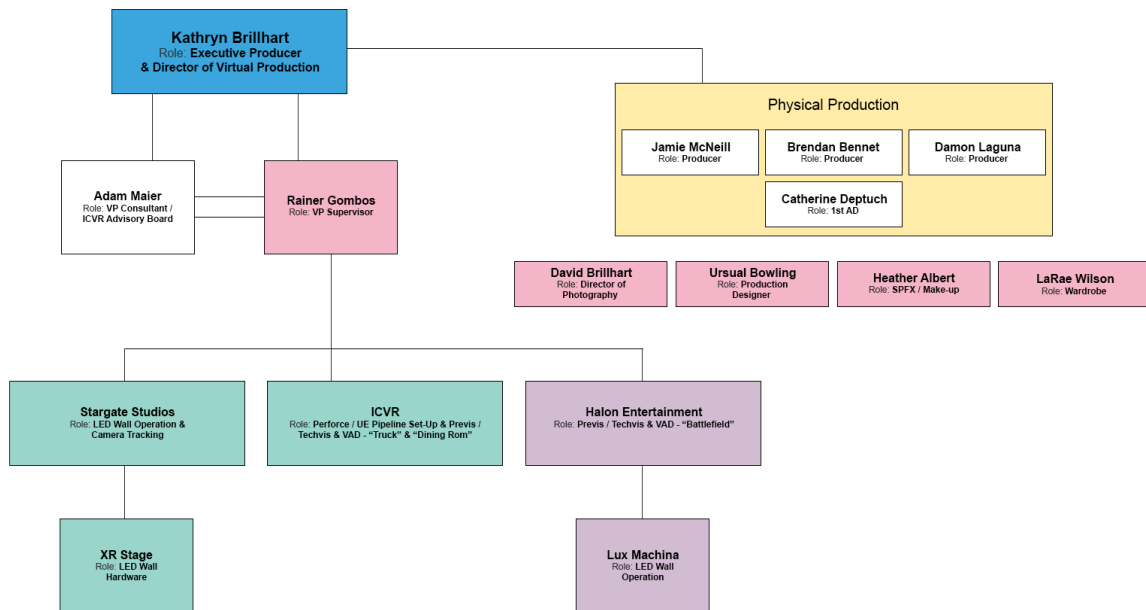 Kathryn Brillhart
Role: Executive Producer
& Director of Virtual Production
Physical Production
Jamie McNeill
Role: Producer
Brendan Bennet
Role: Producer
Damon Laguna
Role: Producer
Catherine Deptuch
Role: 1st AD
Adam Maier
Role: VP Consultant /
ICVR Advisory Board
Rainer Gombos
Role: VP Supervisor
David Brillhart
Role: Director of
Photography
Ursual Bowling
Role: Production
Designer
Heather Albert
Role: SPFX / Make-up
LaRae Wilson
Role: Wardrobe
Stargate Studios
Role: LED Wall Operation &
Camera Tracking
ICVR
Role: Perforce / UE Pipeline Set-Up & Previs /
Techvis & VAD - “Truck” & “Dining Rom”
Halon Entertainment
Role: Previs / Techvis & VAD - “Battlefield”
XR Stage
Role: LED Wall
Hardware
Lux Machina
Role: LED Wall
Operation